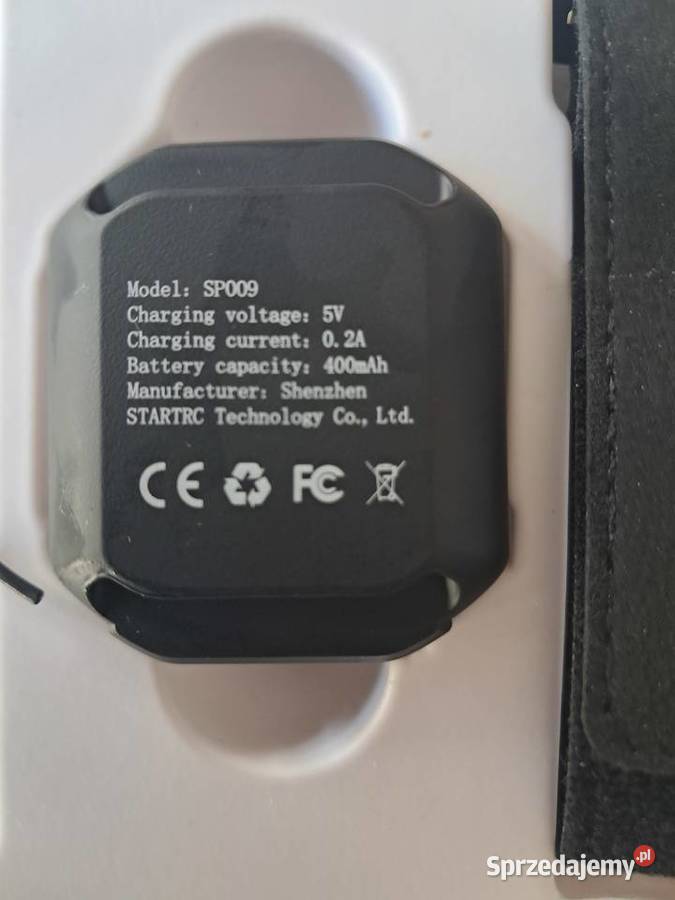 Model: SP009
Charging voltage: 5V
Charging current: 0.2A
Battery capacity: 400mAh
Manufacturer: Shenzhen
STARTRC Technology Co., Ltd.
CE FC
Sprzedajemy.pl